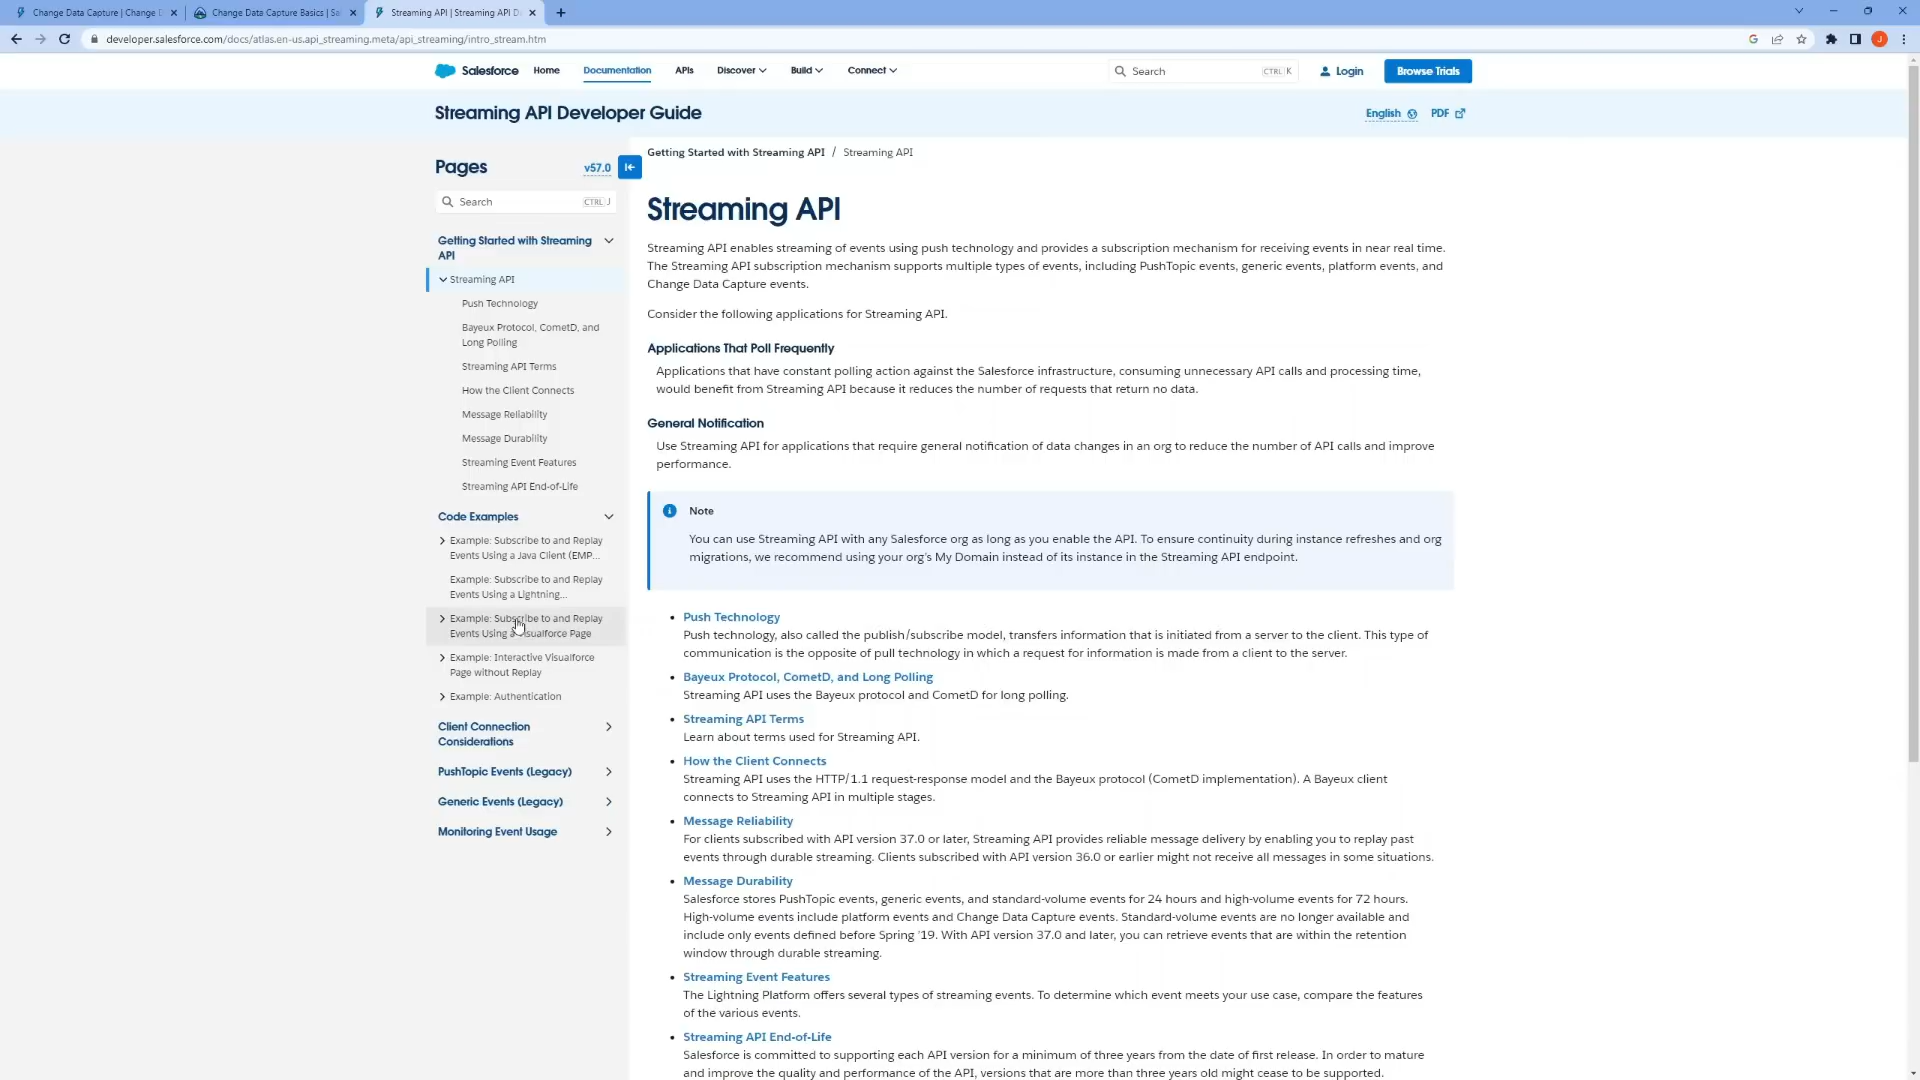 Change Data Capture | Change D
Change Data Capture Basics | Sa
Streaming API | Streaming API D
developer.salesforce.com/docs/atlas.en-us.api_streaming.meta/api_streaming/intro_stream.htm
J
Salesforce Home Documentation APIs Discover Build Connect Search CTRL K Login Browse Trials
Streaming API Developer Guide English PDF
Pages v57.0
Search CTRL J
Getting Started with Streaming
API
Streaming API
Push Technology
Bayeux Protocol, CometD, and
Long Polling
Streaming API Terms
How the Client Connects
Message Reliability
Message Durability
Streaming Event Features
Streaming API End-of-Life
Code Examples
Example: Subscribe to and Replay
Events Using a Java Client (EMP...
Example: Subscribe to and Replay
Events Using a Lightning...
Example: Subscribe to and Replay
Events Using a Visualforce Page
Example: Interactive Visualforce
Page without Replay
Example: Authentication
Client Connection
Considerations
PushTopic Events (Legacy)
Generic Events (Legacy)
Monitoring Event Usage
Getting Started with Streaming API / Streaming API
Streaming API
Streaming API enables streaming of events using push technology and provides a subscription mechanism for receiving events in near real time.
The Streaming API subscription mechanism supports multiple types of events, including PushTopic events, generic events, platform events, and
Change Data Capture events.
Consider the following applications for Streaming API.
Applications That Poll Frequently
Applications that have constant polling action against the Salesforce infrastructure, consuming unnecessary API calls and processing time,
would benefit from Streaming API because it reduces the number of requests that return no data.
General Notification
Use Streaming API for applications that require general notification of data changes in an org to reduce the number of API calls and improve
performance.
Note
You can use Streaming API with any Salesforce org as long as you enable the API. To ensure continuity during instance refreshes and org
migrations, we recommend using your org's My Domain instead of its instance in the Streaming API endpoint.
• Push Technology
Push technology, also called the publish/subscribe model, transfers information that is initiated from a server to the client. This type of
communication is the opposite of pull technology in which a request for information is made from a client to the server.
• Bayeux Protocol, CometD, and Long Polling
Streaming API uses the Bayeux protocol and CometD for long polling.
• Streaming API Terms
Learn about terms used for Streaming API.
• How the Client Connects
Streaming API uses the HTTP/1.1 request-response model and the Bayeux protocol (CometD implementation). A Bayeux client
connects to Streaming API in multiple stages.
• Message Reliability
For clients subscribed with API version 37.0 or later, Streaming API provides reliable message delivery by enabling you to replay past
events through durable streaming. Clients subscribed with API version 36.0 or earlier might not receive all messages in some situations.
• Message Durability
Salesforce stores PushTopic events, generic events, and standard-volume events for 24 hours and high-volume events for 72 hours.
High-volume events include platform events and Change Data Capture events. Standard-volume events are no longer available and
include only events defined before Spring '19. With API version 37.0 and later, you can retrieve events that are within the retention
window through durable streaming.
• Streaming Event Features
The Lightning Platform offers several types of streaming events. To determine which event meets your use case, compare the features
of the various events.
• Streaming API End-of-Life
Salesforce is committed to supporting each API version for a minimum of three years from the date of first release. In order to mature
and improve the quality and performance of the API, versions that are more than three years old might cease to be supported.